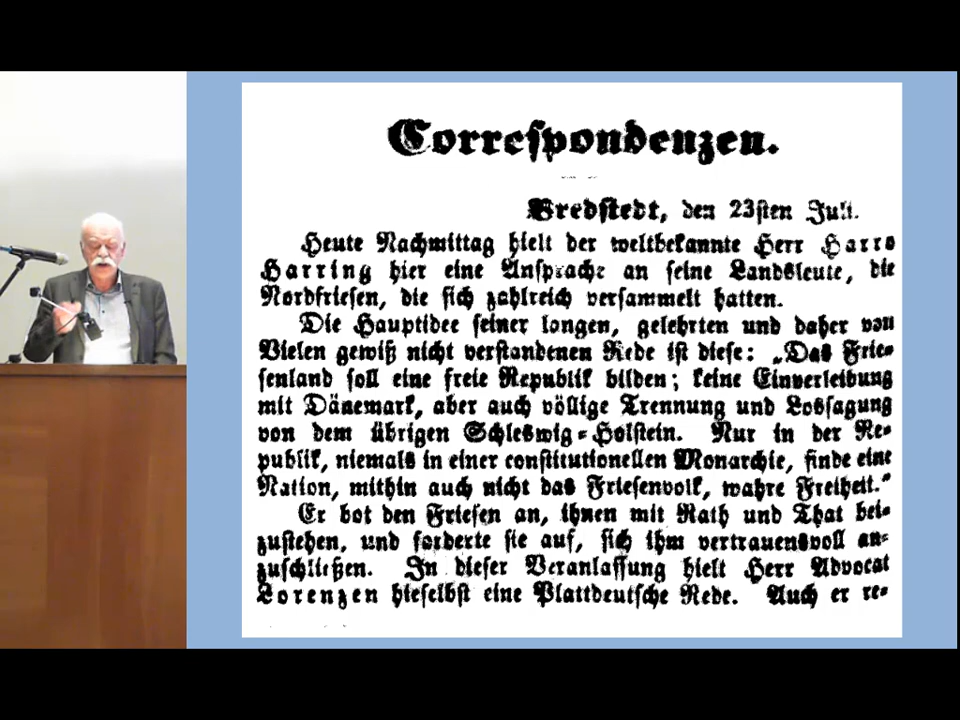 Correspondenzen.
Bredstedt, den 23sten Juli.
Heute Nachmittag hielt der weltbekannte Herr Harro
Harring hier eine Ansprache an seine Landsleute, die
Nordfriesen, die sich zahlreich versammelt hatten.
Die Hauptidee seiner langen, gelehrten und daher von
Vielen gewiß nicht verstandenen Rede ist diese: „Das Frie-
senland soll eine freie Republik bilden; keine Einverleibung
mit Dänemark, aber auch völlige Trennung und Lossagung
von dem übrigen Schleswig-Holstein. Nur in der Re-
publik, niemals in einer constitutionellen Monarchie, finde eine
Nation, mithin auch nicht das Friesenvolk, wahre Freiheit.“
Er bot den Friesen an, ihnen mit Rath und That bei-
zustehen, und forderte sie auf, sich ihm vertrauensvoll an-
zuschließen. In dieser Veranlassung hielt Herr Advocat
Lorenzen hieselbst eine Plattdeutsche Rede. Auch er re-